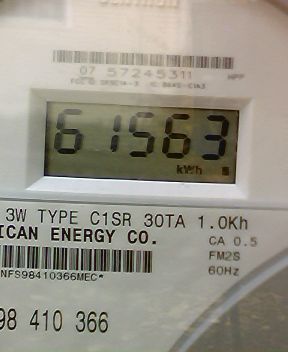 07 57245311 HPP
61563
kWh
3W TYPE C1SR 30TA 1.0Kh
ICAN ENERGY CO.
CA 0.5
FM2S
NFS98410366MEC*
60Hz
98 410 366